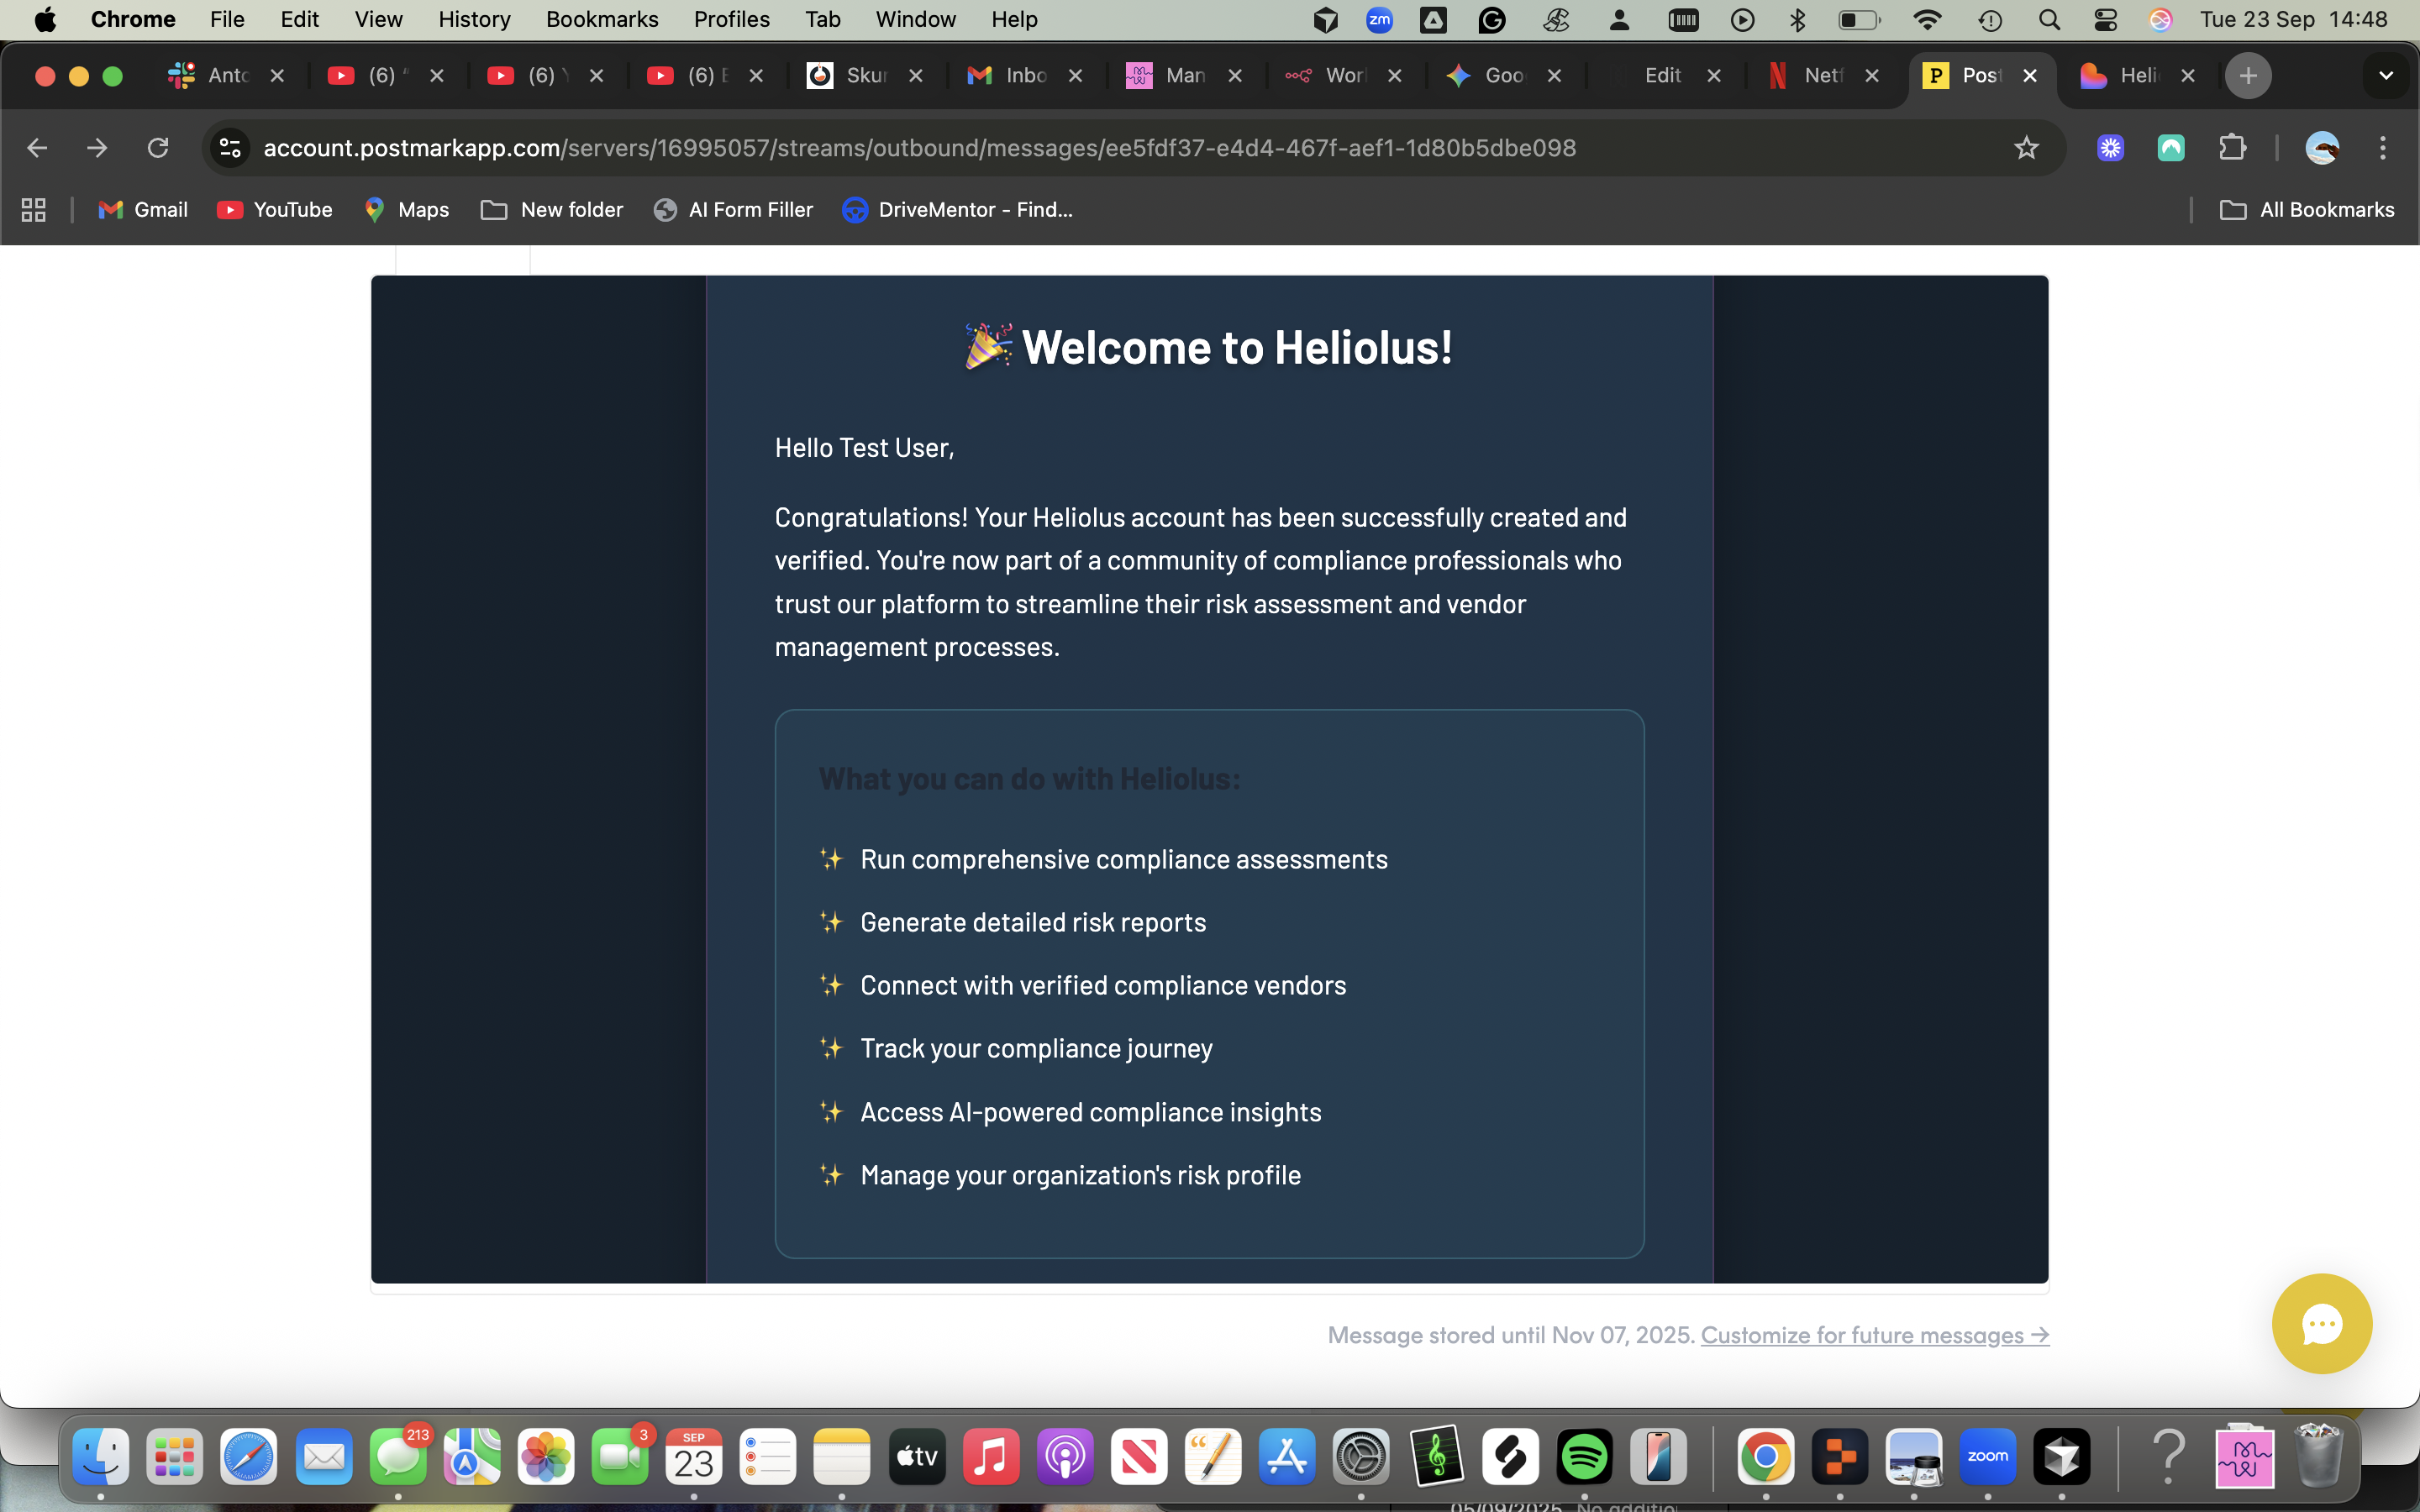 Chrome File Edit View History Bookmarks Profiles Tab Window Help zm Tue 23 Sep 14:48
Anto (6) (6) (6) E Skur Inbo Man Worl Goo Edit Netf P Post Heli
account.postmarkapp.com/servers/16995057/streams/outbound/messages/ee5fdf37-e4d4-467f-aef1-1d80b5dbe098
Gmail YouTube Maps New folder AI Form Filler DriveMentor - Find... All Bookmarks
Welcome to Heliolus!
Hello Test User,
Congratulations! Your Heliolus account has been successfully created and
verified. You're now part of a community of compliance professionals who
trust our platform to streamline their risk assessment and vendor
management processes.
What you can do with Heliolus:
Run comprehensive compliance assessments
Generate detailed risk reports
Connect with verified compliance vendors
Track your compliance journey
Access AI-powered compliance insights
Manage your organization's risk profile
Message stored until Nov 07, 2025. Customize for future messages →
213 3 SEP
23 tv zoom
05/09/2025 No additio